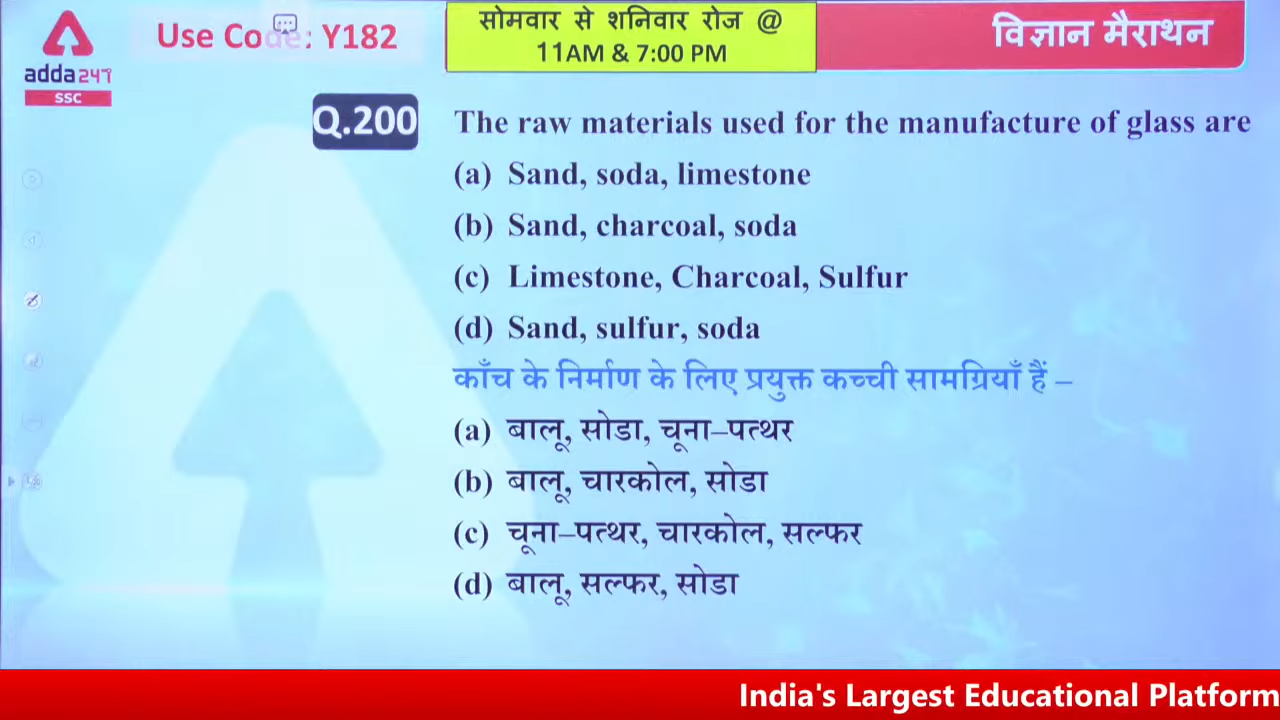 adda247
SSC
Use Code: Y182
सोमवार से शनिवार रोज @
11AM & 7:00 PM
विज्ञान मैराथन
Q.200 The raw materials used for the manufacture of glass are
(a) Sand, soda, limestone
(b) Sand, charcoal, soda
(c) Limestone, Charcoal, Sulfur
(d) Sand, sulfur, soda
काँच के निर्माण के लिए प्रयुक्त कच्ची सामग्रियाँ हैं –
(a) बालू, सोडा, चूना–पत्थर
(b) बालू, चारकोल, सोडा
(c) चूना–पत्थर, चारकोल, सल्फर
(d) बालू, सल्फर, सोडा
India's Largest Educational Platform